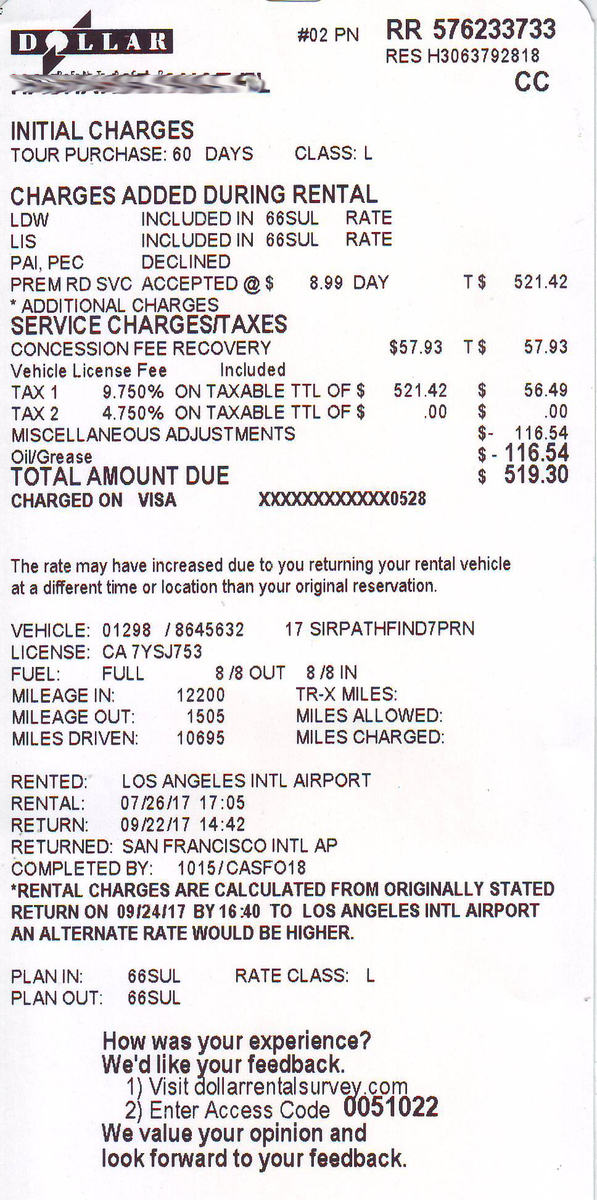 DOLLAR
#02 PN RR 576233733
RES H3063792818
CC
INITIAL CHARGES
TOUR PURCHASE: 60 DAYS CLASS: L
CHARGES ADDED DURING RENTAL
LDW INCLUDED IN 66SUL RATE
LIS INCLUDED IN 66SUL RATE
PAI, PEC DECLINED
PREM RD SVC ACCEPTED @ $ 8.99 DAY T $ 521.42
* ADDITIONAL CHARGES
SERVICE CHARGES/TAXES
CONCESSION FEE RECOVERY $57.93 T $ 57.93
Vehicle License Fee Included
TAX 1 9.750% ON TAXABLE TTL OF $ 521.42 $ 56.49
TAX 2 4.750% ON TAXABLE TTL OF $ .00 $ .00
MISCELLANEOUS ADJUSTMENTS $- 116.54
Oil/Grease $ - 116.54
TOTAL AMOUNT DUE $ 519.30
CHARGED ON VISA XXXXXXXXXXXX0528
The rate may have increased due to you returning your rental vehicle
at a different time or location than your original reservation.
VEHICLE: 01298 / 8645632 17 SIRPATHFIND7PRN
LICENSE: CA 7YSJ753
FUEL: FULL 8 /8 OUT 8 /8 IN
MILEAGE IN: 12200 TR-X MILES:
MILEAGE OUT: 1505 MILES ALLOWED:
MILES DRIVEN: 10695 MILES CHARGED:
RENTED: LOS ANGELES INTL AIRPORT
RENTAL: 07/26/17 17:05
RETURN: 09/22/17 14:42
RETURNED: SAN FRANCISCO INTL AP
COMPLETED BY: 1015/CASFO18
*RENTAL CHARGES ARE CALCULATED FROM ORIGINALLY STATED
RETURN ON 09/24/17 BY 16:40 TO LOS ANGELES INTL AIRPORT
AN ALTERNATE RATE WOULD BE HIGHER.
PLAN IN: 66SUL RATE CLASS: L
PLAN OUT: 66SUL
How was your experience?
We'd like your feedback.
1) Visit dollarrentalsurvey.com
2) Enter Access Code 0051022
We value your opinion and
look forward to your feedback.